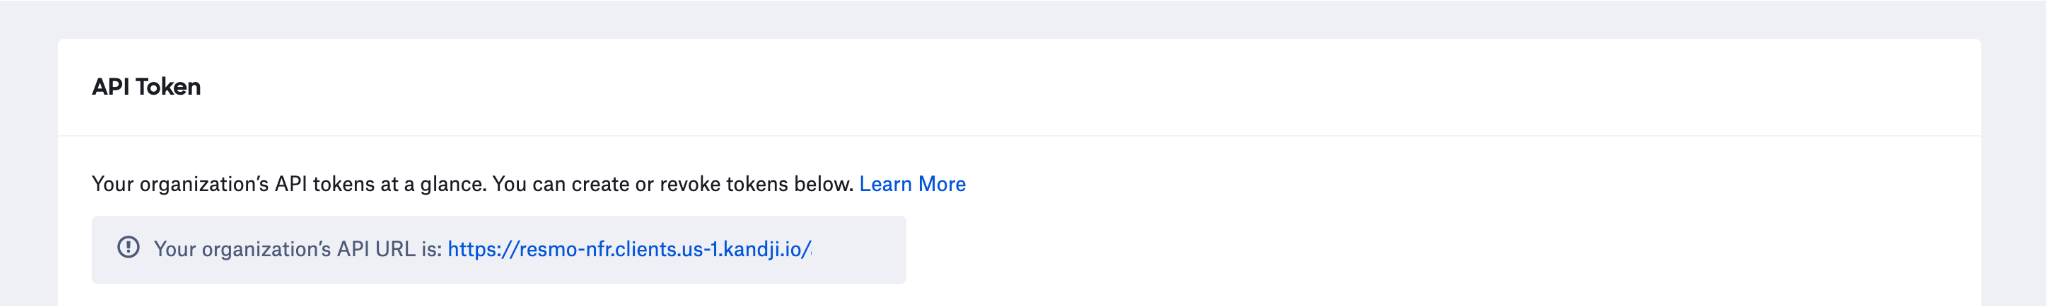 API Token
Your organization’s API tokens at a glance. You can create or revoke tokens below. Learn More
Your organization’s API URL is: https://resmo-nfr.clients.us-1.kandji.io/